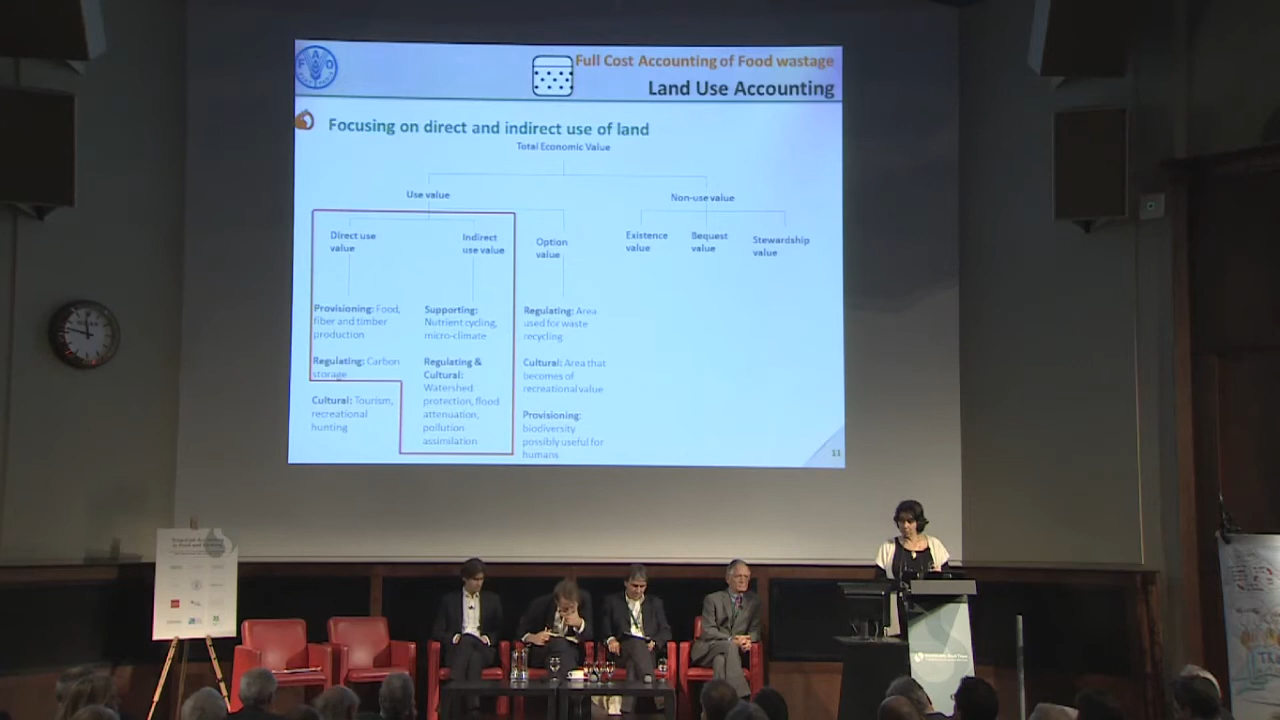 FAO
Full Cost Accounting of Food wastage
Land Use Accounting
Focusing on direct and indirect use of land
Total Economic Value
Use value
Non-use value
Direct use
value
Indirect
use value
Option
value
Existence
value
Bequest
value
Stewardship
value
Provisioning: Food,
fiber and timber
production
Regulating: Carbon
storage
Cultural: Tourism,
recreational
hunting
Supporting:
Nutrient cycling,
micro-climate
Regulating &
Cultural:
Watershed
protection, flood
attenuation,
pollution
assimilation
Regulating: Area
used for waste
recycling
Cultural: Area that
becomes of
recreational value
Provisioning:
biodiversity
possibly useful for
humans
11